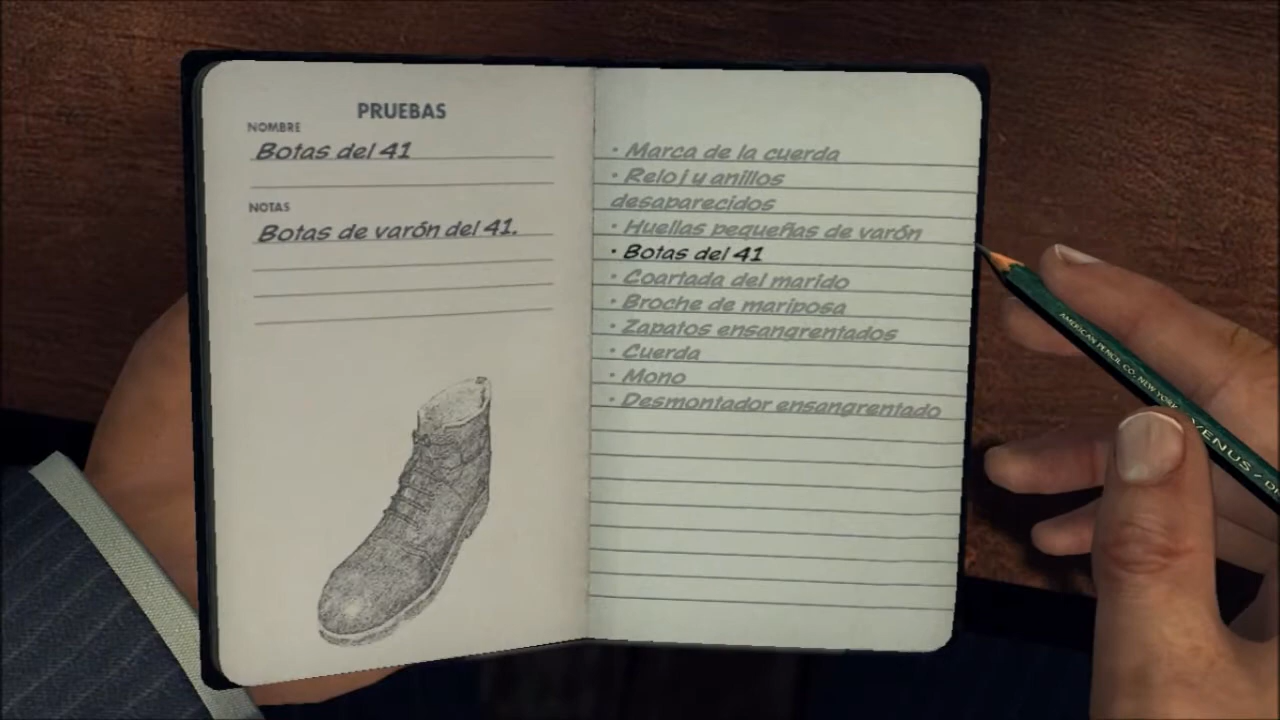 PRUEBAS
NOMBRE
Botas del 41
NOTAS
Botas de varón del 41.
• Marca de la cuerda
• Reloj y anillos
desaparecidos
• Huellas pequeñas de varón
• Botas del 41
• Coartada del marido
• Broche de mariposa
• Zapatos ensangrentados
• Cuerda
• Mono
• Desmontador ensangrentado
AMERICAN PENCIL CO. NEW YORK VENUS